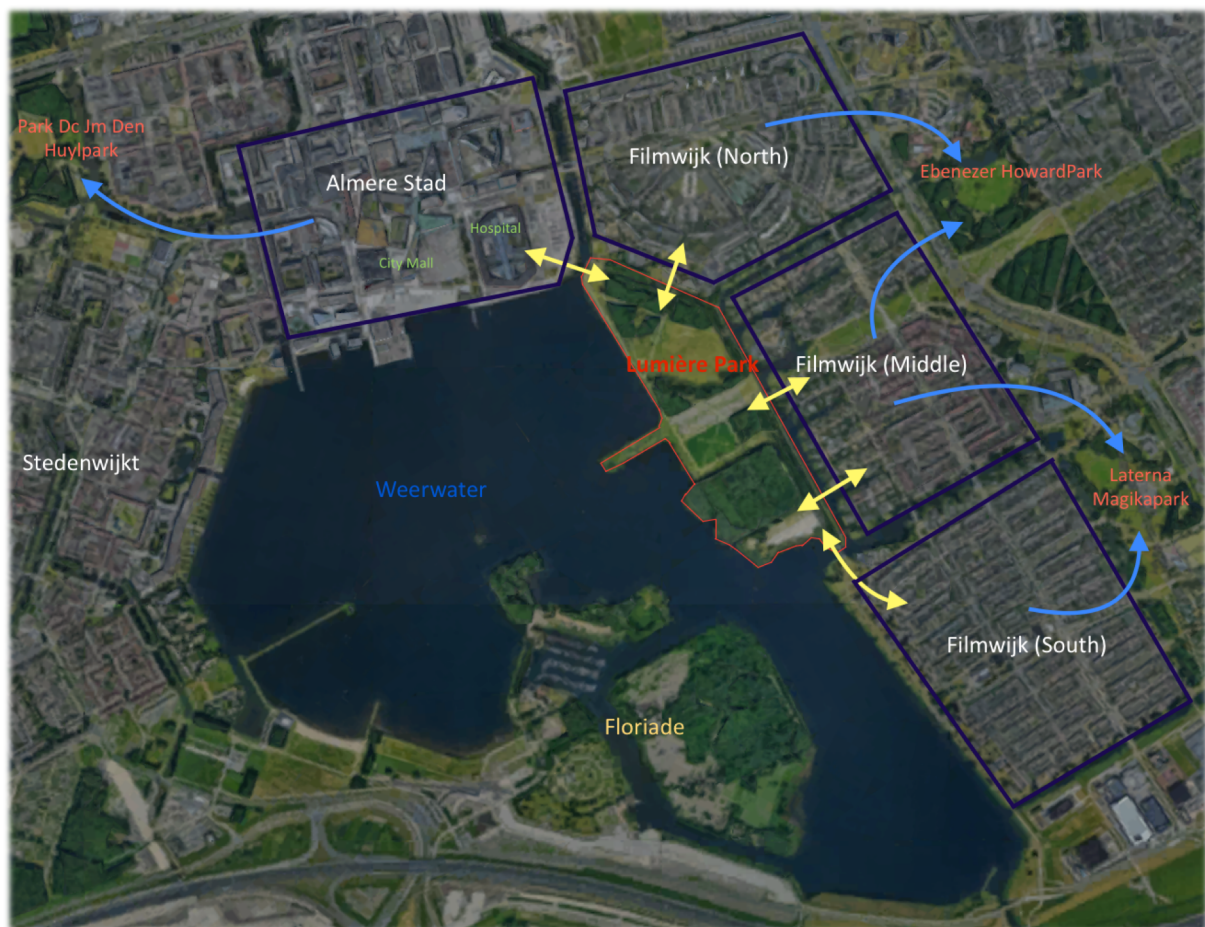 Park Dc Jm Den
Huylpark
Almere Stad
Hospital
City Mall
Filmwijk (North)
Ebenezer HowardPark
Lumière Park
Filmwijk (Middle)
Stedenwijkt
Weerwater
Laterna
Magikapark
Filmwijk (South)
Floriade